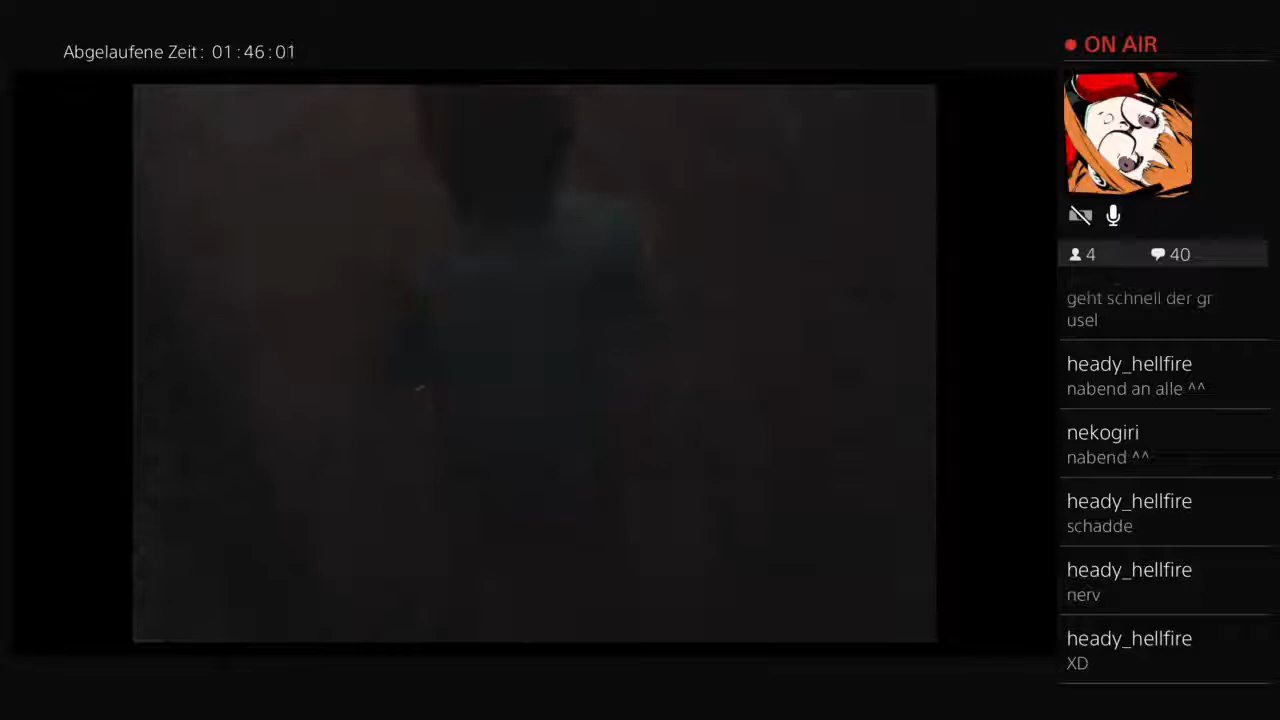 Abgelaufene Zeit: 01:46:01
ON AIR
4 40
geht schnell der gr
usel
heady_hellfire
nabend an alle ^^
nekogiri
nabend ^^
heady_hellfire
schadde
heady_hellfire
nerv
heady_hellfire
XD